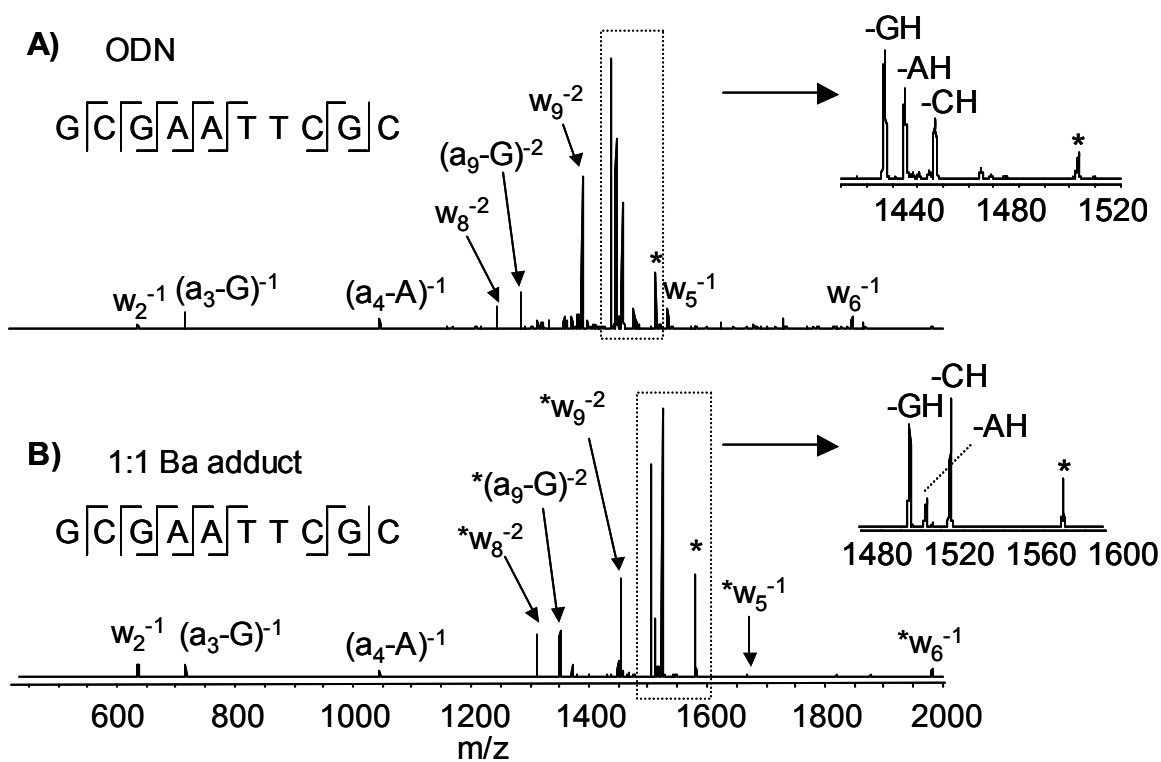 A) ODN
GCGAATTCGC
w8-2
(a9-G)-2
w9-2
w2-1 (a3-G)-1 (a4-A)-1
* w5-1 w6-1
-GH
-AH
-CH
*
1440 1480 1520
B) 1:1 Ba adduct
GCGAATTCGC
*w8-2
*(a9-G)-2
*w9-2
w2-1 (a3-G)-1 (a4-A)-1
* *w5-1 *w6-1
-CH
-GH -AH
*
1480 1520 1560 1600
600 800 1000 1200 1400 1600 1800 2000
m/z